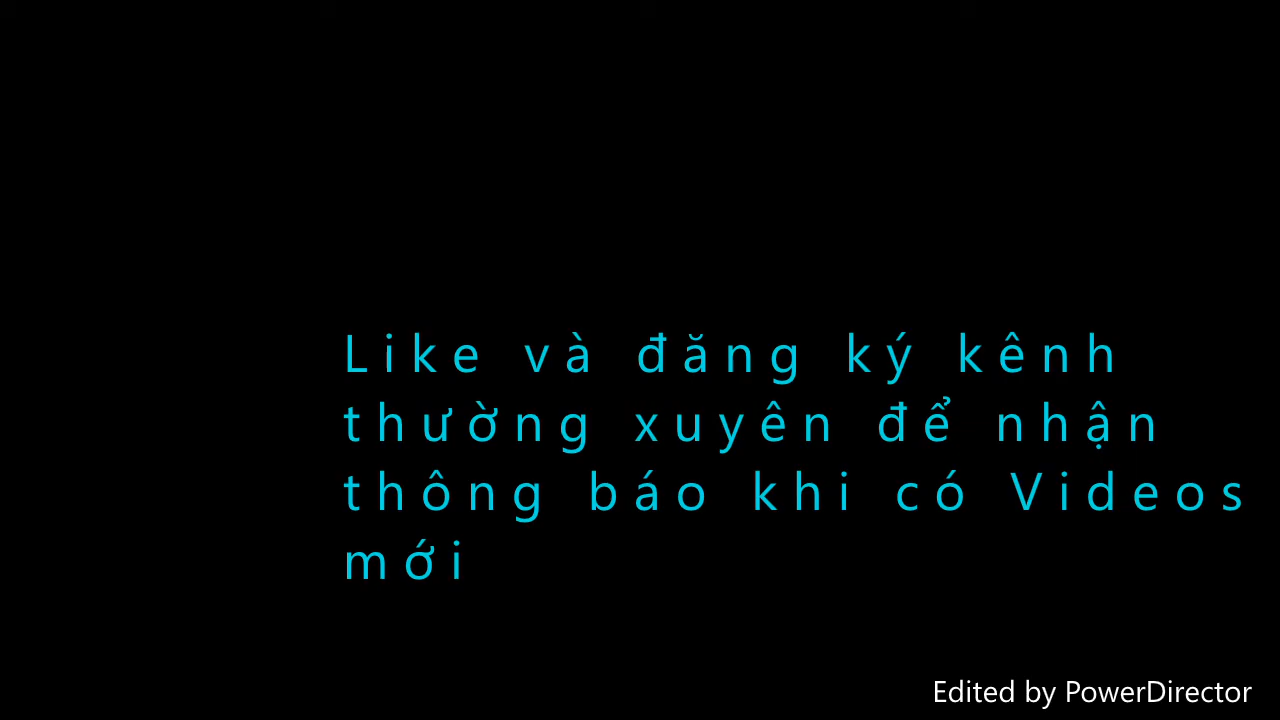 Like và đăng ký kênh
thường xuyên để nhận
thông báo khi có Videos
mới
Edited by PowerDirector